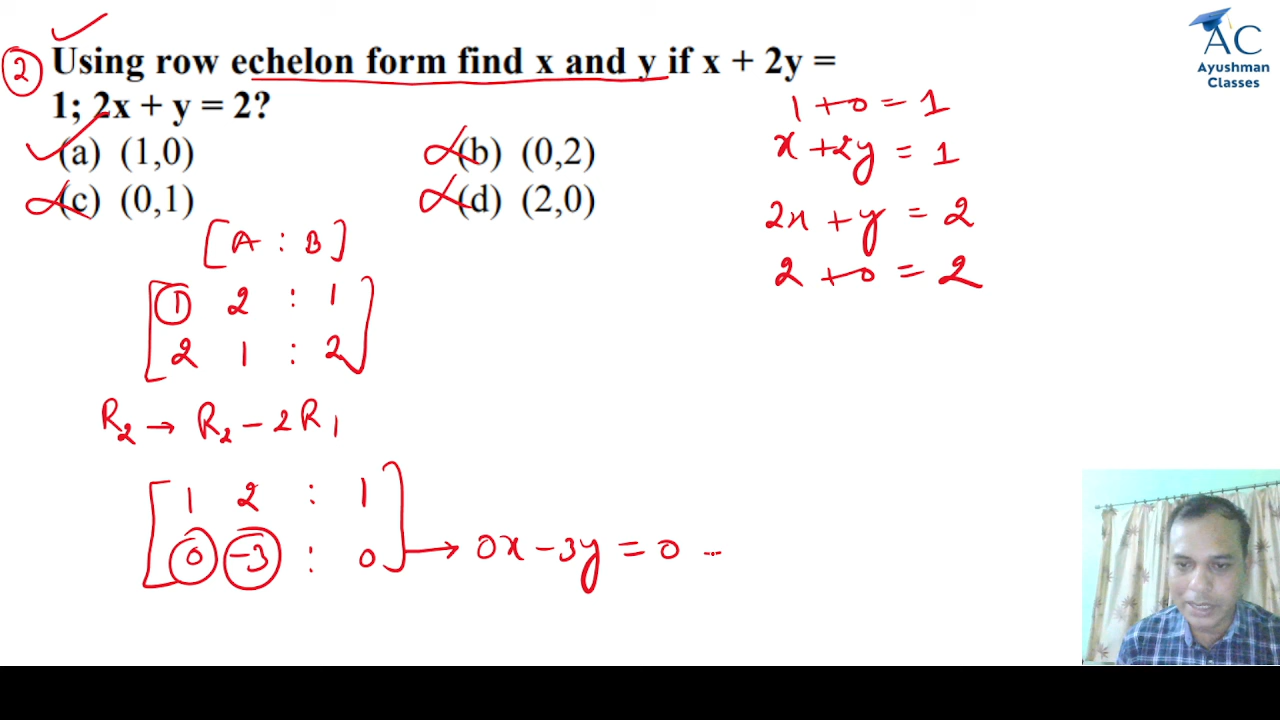 ② Using row echelon form find x and y if x + 2y =
1; 2x + y = 2?
(a) (1,0) (b) (0,2)
(c) (0,1) (d) (2,0)
1 + 0 = 1
x + 2y = 1
2x + y = 2
2 + 0 = 2
[A : B]
1 2 : 1
2 1 : 2
R₂ → R₂ - 2R₁
1 2 : 1
0 -3 : 0 → 0x - 3y = 0
AC
Ayushman
Classes